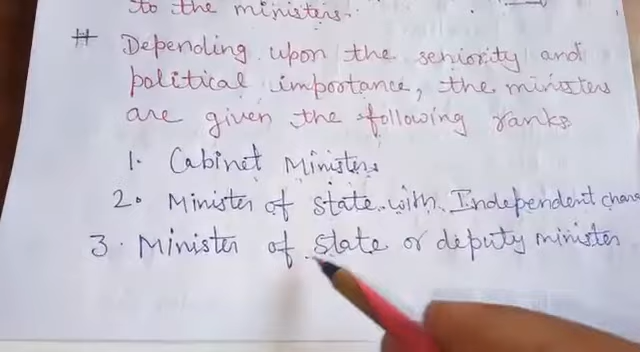 to the ministers.
# Depending upon the seniority and
political importance, the ministers
are given the following ranks
1. Cabinet Ministers
2. Minister of state with Independent charg
3. Minister of state or deputy minister